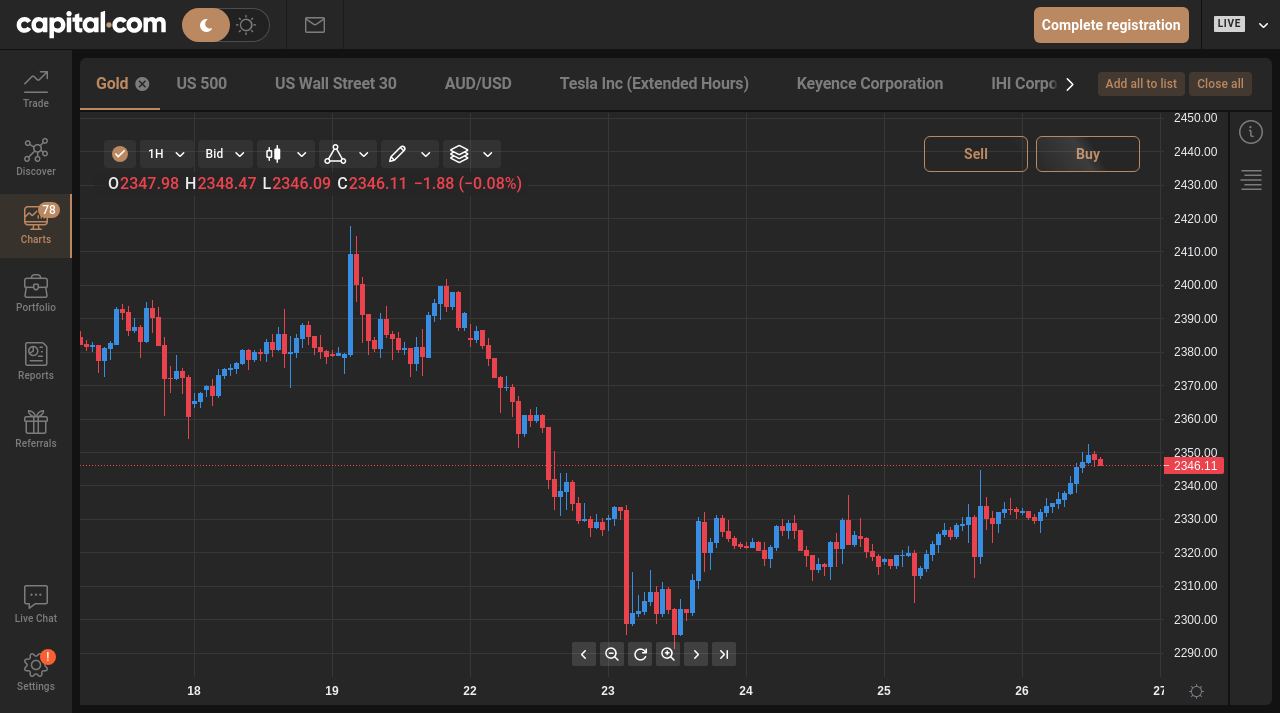 capital.com
Complete registration
LIVE
Trade
Discover
78
Charts
Portfolio
Reports
Referrals
Live Chat
!
Settings
Gold US 500 US Wall Street 30 AUD/USD Tesla Inc (Extended Hours) Keyence Corporation IHI Corpo
Add all to list Close all
1H Bid
Sell Buy
O2347.98 H2348.47 L2346.09 C2346.11 −1.88 (−0.08%)
2450.00
2440.00
2430.00
2420.00
2410.00
2400.00
2390.00
2380.00
2370.00
2360.00
2350.00
2346.11
2340.00
2330.00
2320.00
2310.00
2300.00
2290.00
18 19 22 23 24 25 26 27